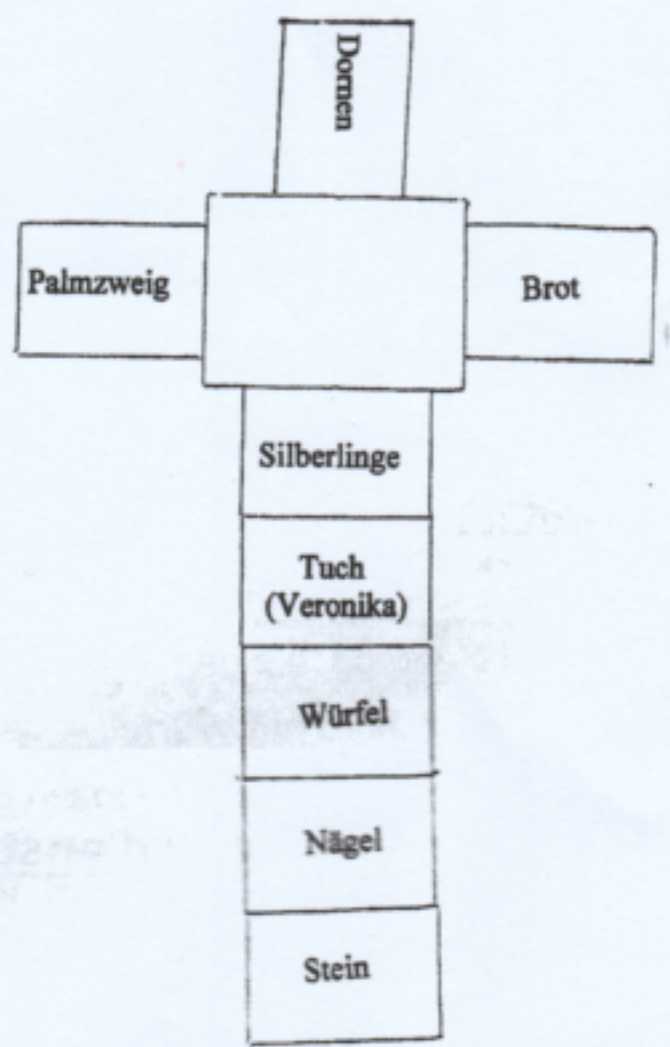 Dornen
Palmzweig
Brot
Silberlinge
Tuch
(Veronika)
Würfel
Nägel
Stein